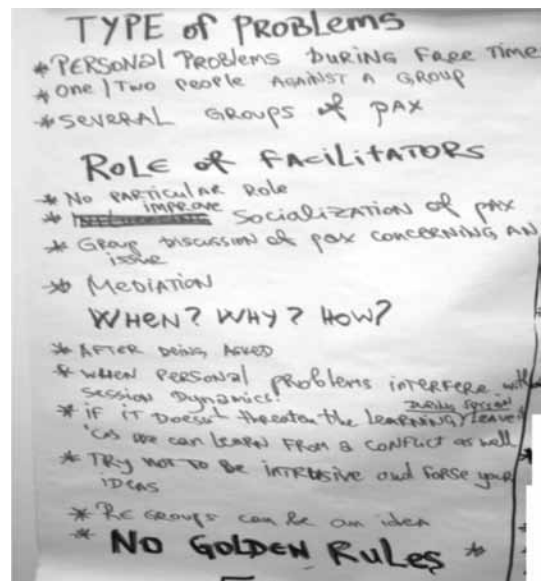 TYPE of PROBLEMS
* PERSONAL PROBLEMS DURING FREE TIME
* ONE / TWO PEOPLE AGAINST A GROUP
* SEVERAL GROUPS of PAX
ROLE of FACILITATORS
* No PARTICULAR Role
IMPROVE
* Socialization of pax
* Group Discussion of pax concerning AN
issue
* MEDIATION
WHEN? WHY? HOW?
* AFTER being ASKED
* WHEN PERSONAL PROBLEMS INTERFERE with
Session Dynamics!
DURING SESSION
* if it Doesn't threaten the LEARNING, leave
'cos we can LEARN FROM a CONFLICT as well
* TRY not to BE INTRUSIVE and forse your
IDEAS
* RE GROUPS can be an idea
* NO GOLDEN RULES *